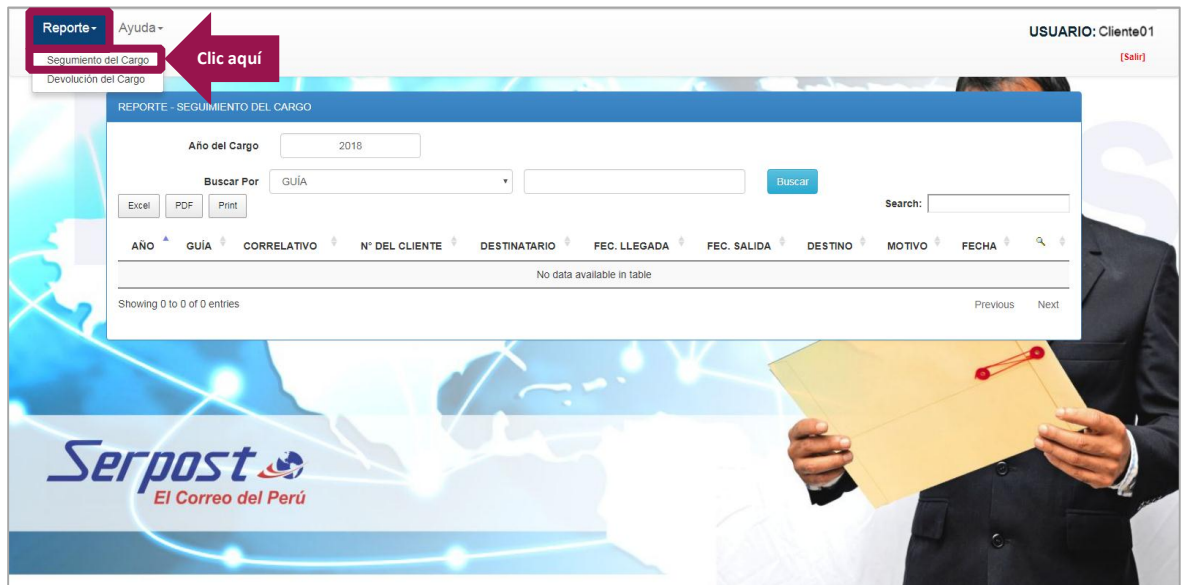 Reporte Ayuda USUARIO: Cliente01
Segumiento del Cargo Clic aquí [Salir]
Devolución del Cargo
REPORTE - SEGUIMIENTO DEL CARGO
Año del Cargo 2018
Buscar Por GUÍA Buscar
Excel PDF Print Search:
AÑO GUÍA CORRELATIVO N° DEL CLIENTE DESTINATARIO FEC. LLEGADA FEC. SALIDA DESTINO MOTIVO FECHA
No data available in table
Showing 0 to 0 of 0 entries Previous Next
Serpost
El Correo del Perú